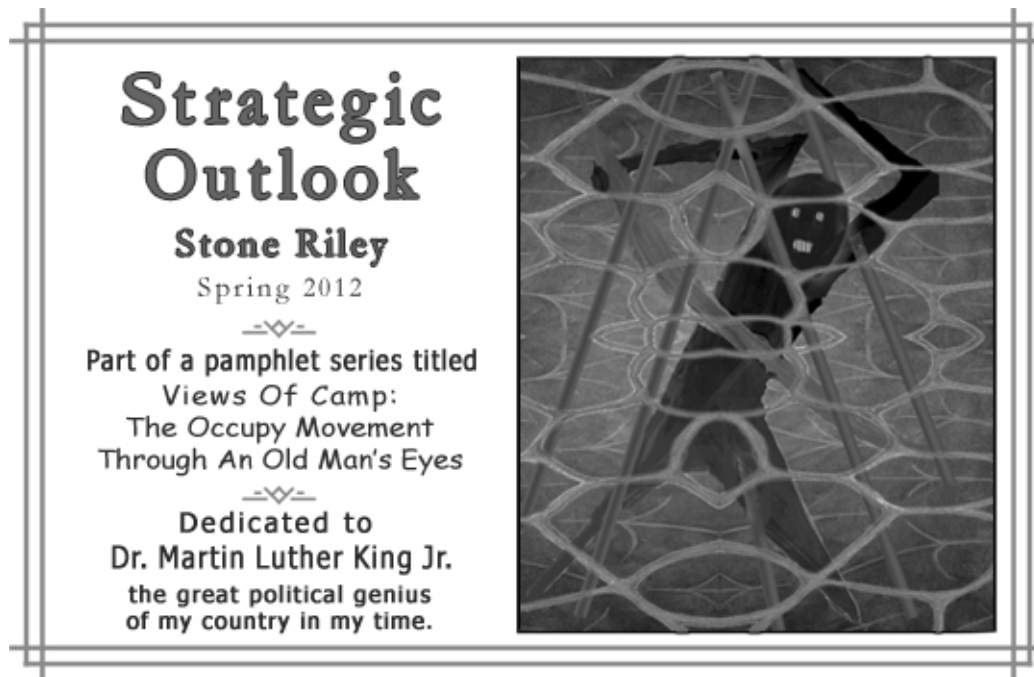 Strategic
Outlook
Stone Riley
Spring 2012
Part of a pamphlet series titled
Views Of Camp:
The Occupy Movement
Through An Old Man's Eyes
Dedicated to
Dr. Martin Luther King Jr.
the great political genius
of my country in my time.